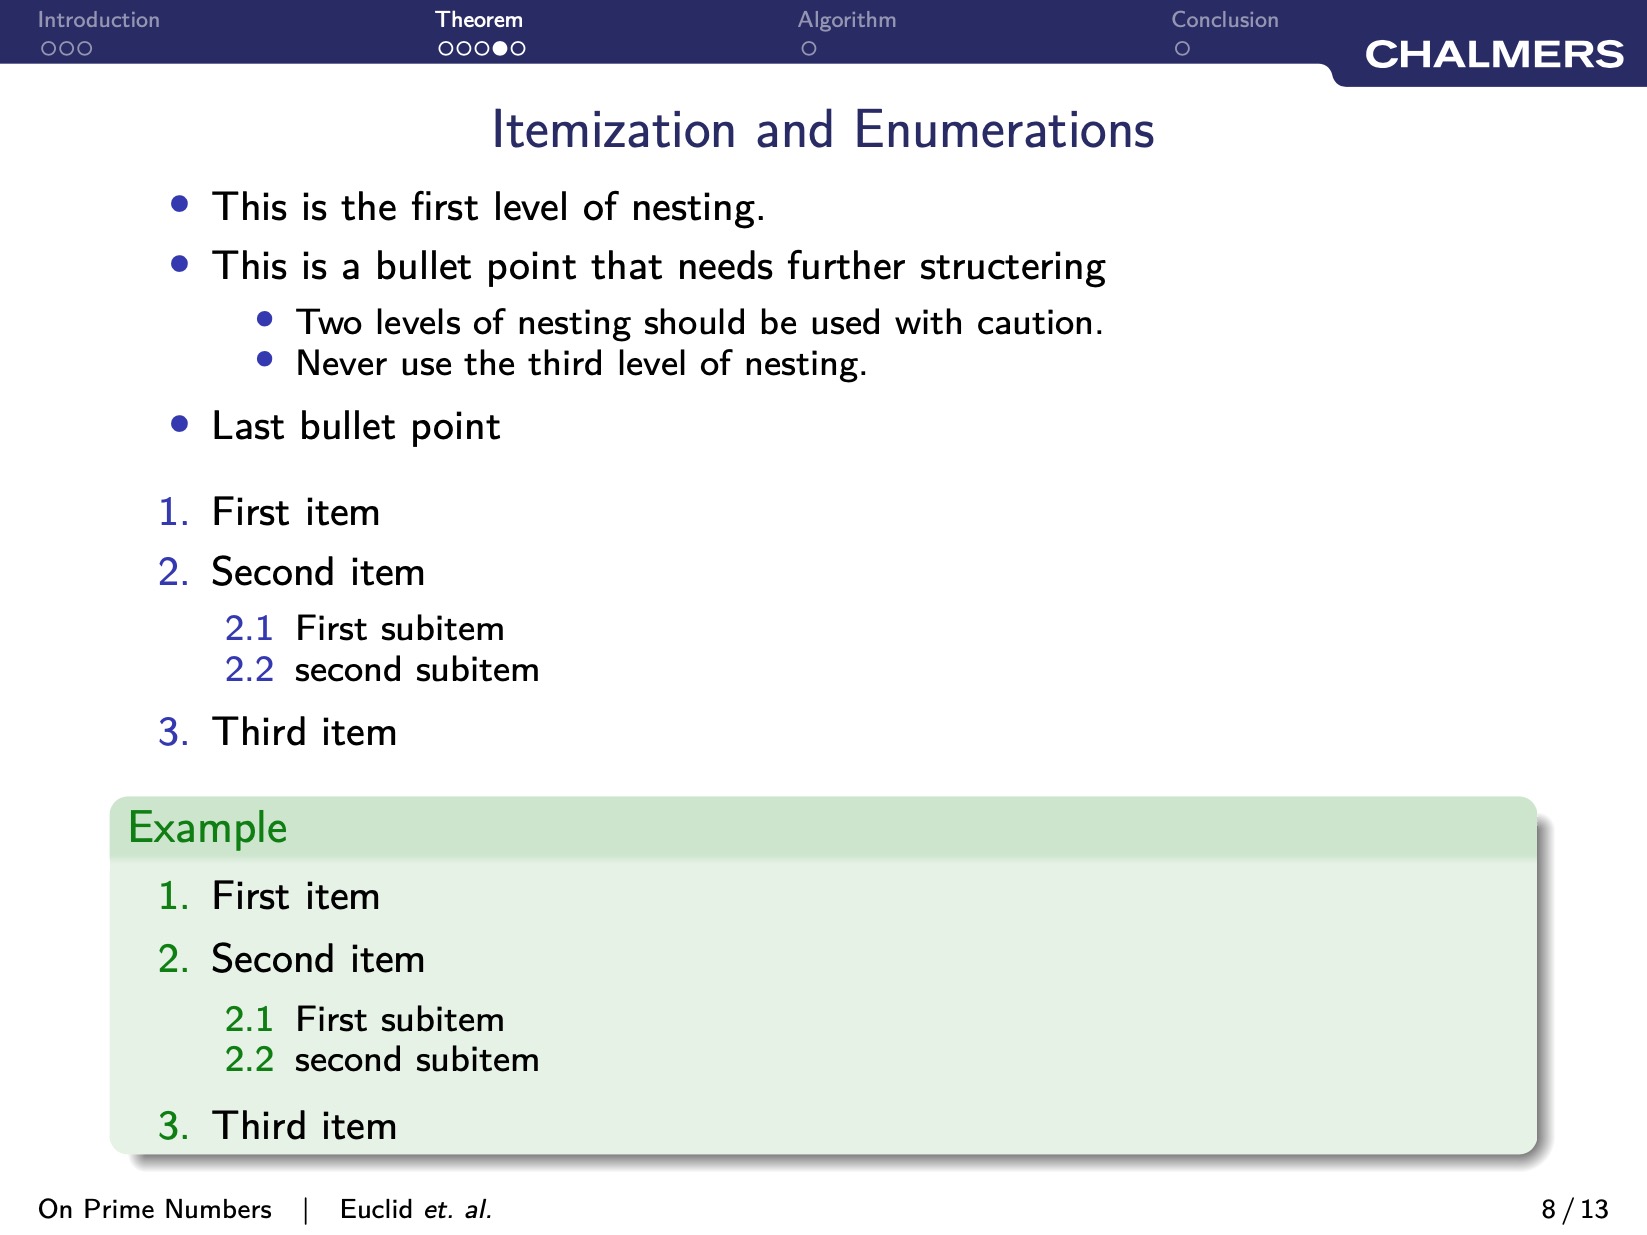 Introduction
Theorem
Algorithm
Conclusion
CHALMERS
Itemization and Enumerations
• This is the first level of nesting.
• This is a bullet point that needs further structering
• Two levels of nesting should be used with caution.
• Never use the third level of nesting.
• Last bullet point
1. First item
2. Second item
2.1 First subitem
2.2 second subitem
3. Third item
Example
1. First item
2. Second item
2.1 First subitem
2.2 second subitem
3. Third item
On Prime Numbers | Euclid et. al.
8 / 13